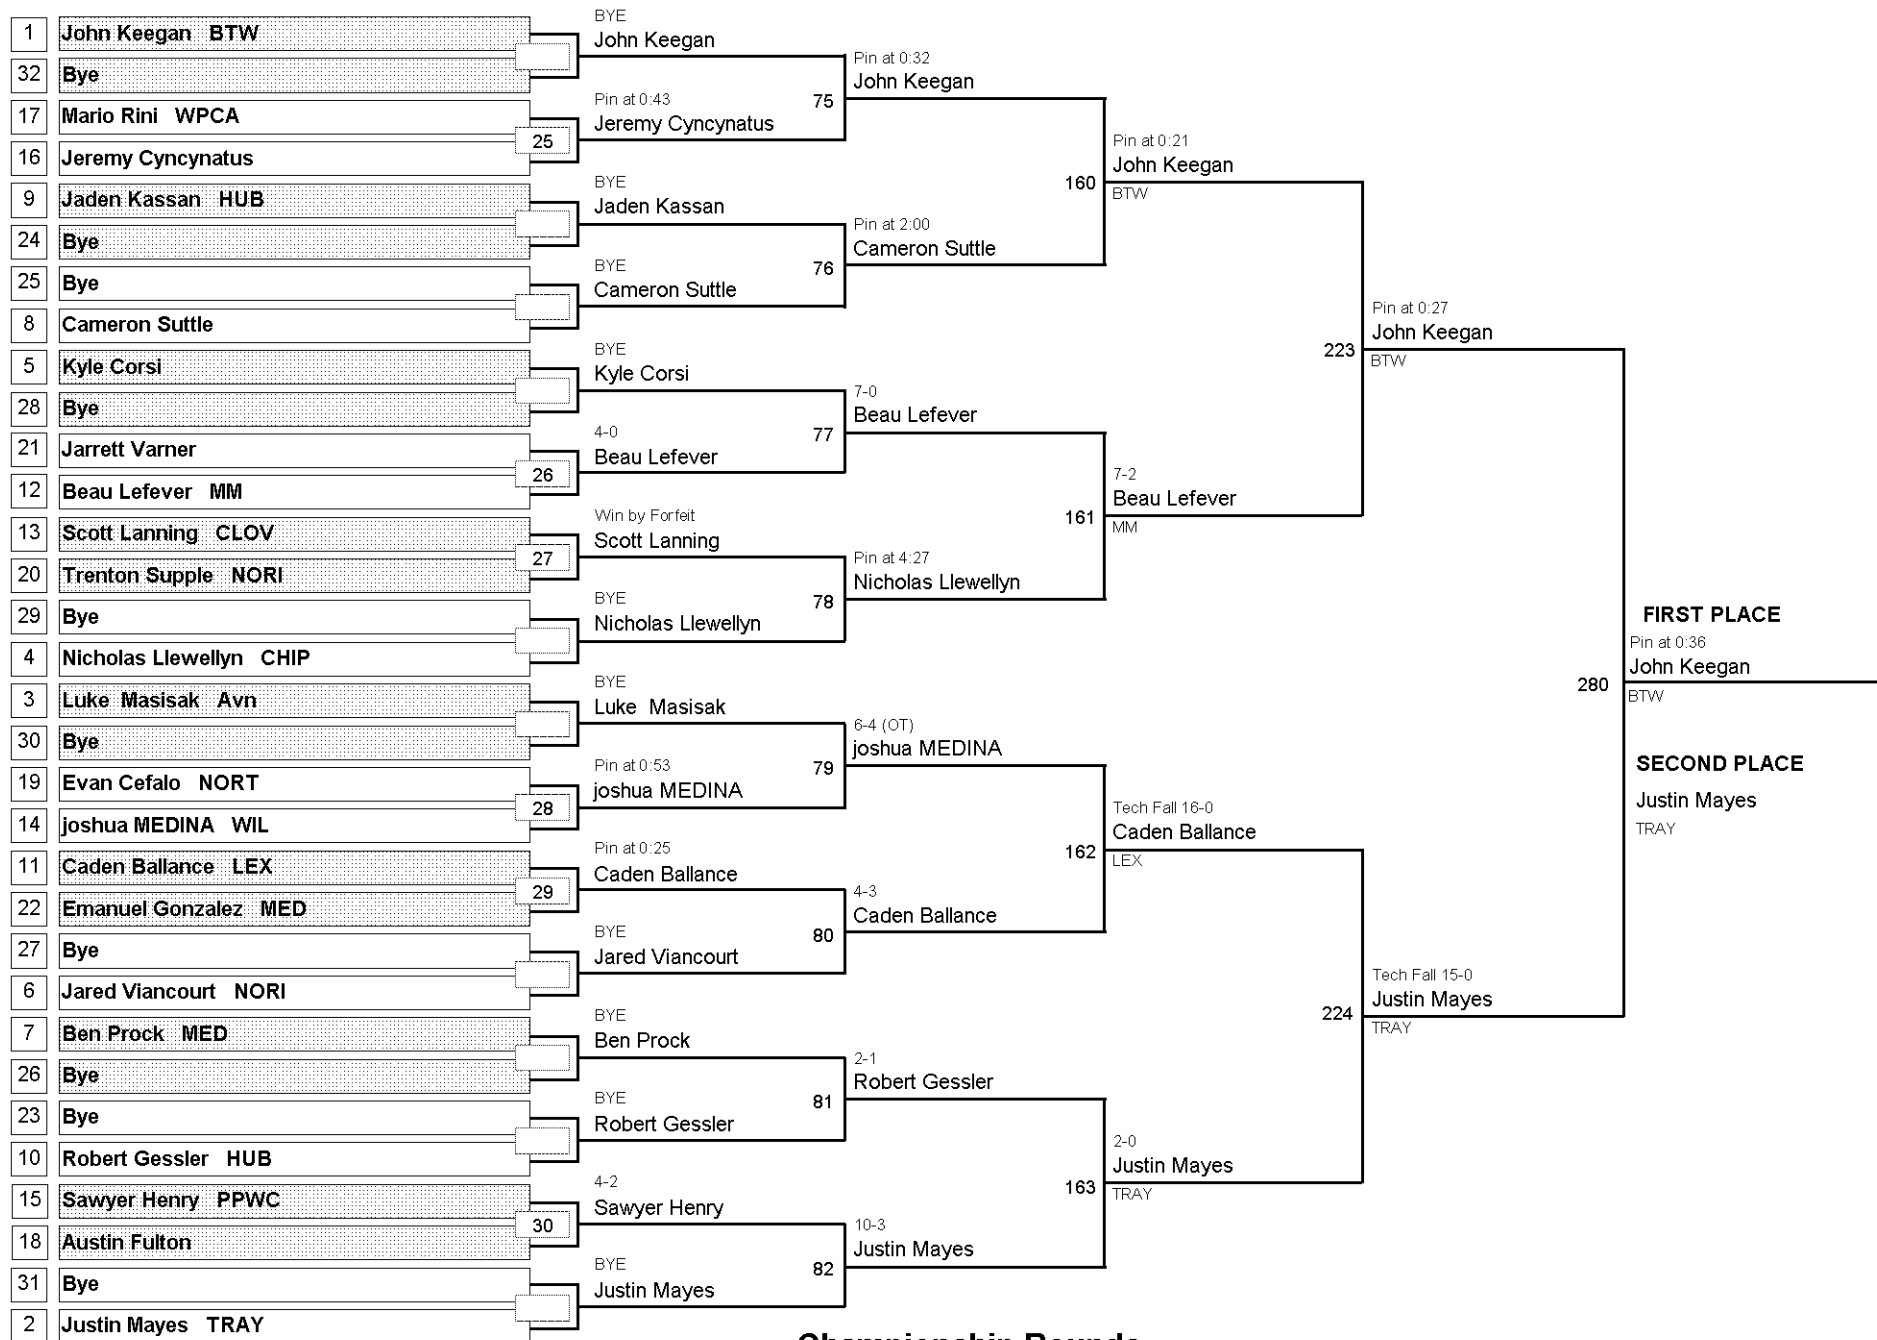 1 John Keegan BTW
32 Bye
17 Mario Rini WPCA
16 Jeremy Cyncynatus
9 Jaden Kassan HUB
24 Bye
25 Bye
8 Cameron Suttle
5 Kyle Corsi
28 Bye
21 Jarrett Varner
12 Beau Lefever MM
13 Scott Lanning CLOV
20 Trenton Supple NORI
29 Bye
4 Nicholas Llewellyn CHIP
3 Luke Masisak Avn
30 Bye
19 Evan Cefalo NORT
14 joshua MEDINA WIL
11 Caden Ballance LEX
22 Emanuel Gonzalez MED
27 Bye
6 Jared Viancourt NORI
7 Ben Prock MED
26 Bye
23 Bye
10 Robert Gessler HUB
15 Sawyer Henry PPWC
18 Austin Fulton
31 Bye
2 Justin Mayes TRAY
25
26
27
28
29
30
BYE
John Keegan
Pin at 0:43
Jeremy Cyncynatus
BYE
Jaden Kassan
BYE
Cameron Suttle
BYE
Kyle Corsi
4-0
Beau Lefever
Win by Forfeit
Scott Lanning
BYE
Nicholas Llewellyn
BYE
Luke Masisak
Pin at 0:53
joshua MEDINA
Pin at 0:25
Caden Ballance
BYE
Jared Viancourt
BYE
Ben Prock
BYE
Robert Gessler
4-2
Sawyer Henry
BYE
Justin Mayes
75
76
77
78
79
80
81
82
Pin at 0:32
John Keegan
Pin at 2:00
Cameron Suttle
7-0
Beau Lefever
Pin at 4:27
Nicholas Llewellyn
6-4 (OT)
joshua MEDINA
4-3
Caden Ballance
2-1
Robert Gessler
10-3
Justin Mayes
160
161
162
163
Pin at 0:21
John Keegan
BTW
7-2
Beau Lefever
MM
Tech Fall 16-0
Caden Ballance
LEX
2-0
Justin Mayes
TRAY
223
224
Pin at 0:27
John Keegan
BTW
Tech Fall 15-0
Justin Mayes
TRAY
280
FIRST PLACE
Pin at 0:36
John Keegan
BTW
SECOND PLACE
Justin Mayes
TRAY
Championship Rounds